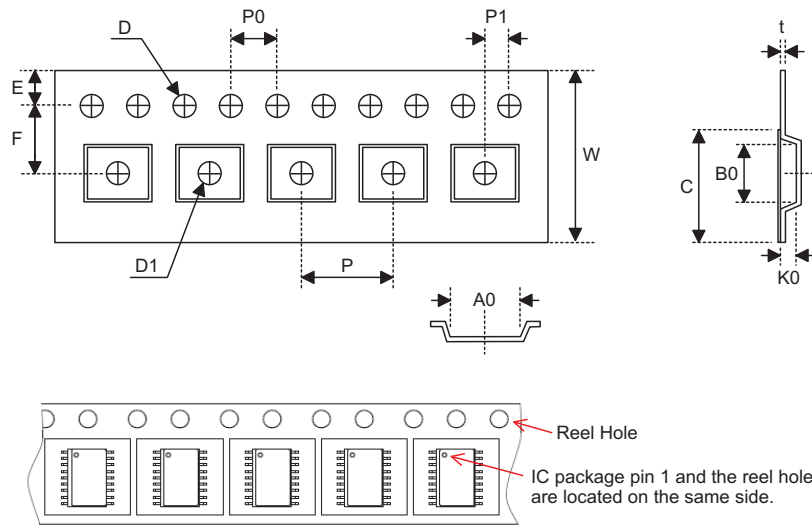 D
P0
P1
t
E
F
W
C
B0
D1
P
K0
A0
Reel Hole
IC package pin 1 and the reel holes
are located on the same side.